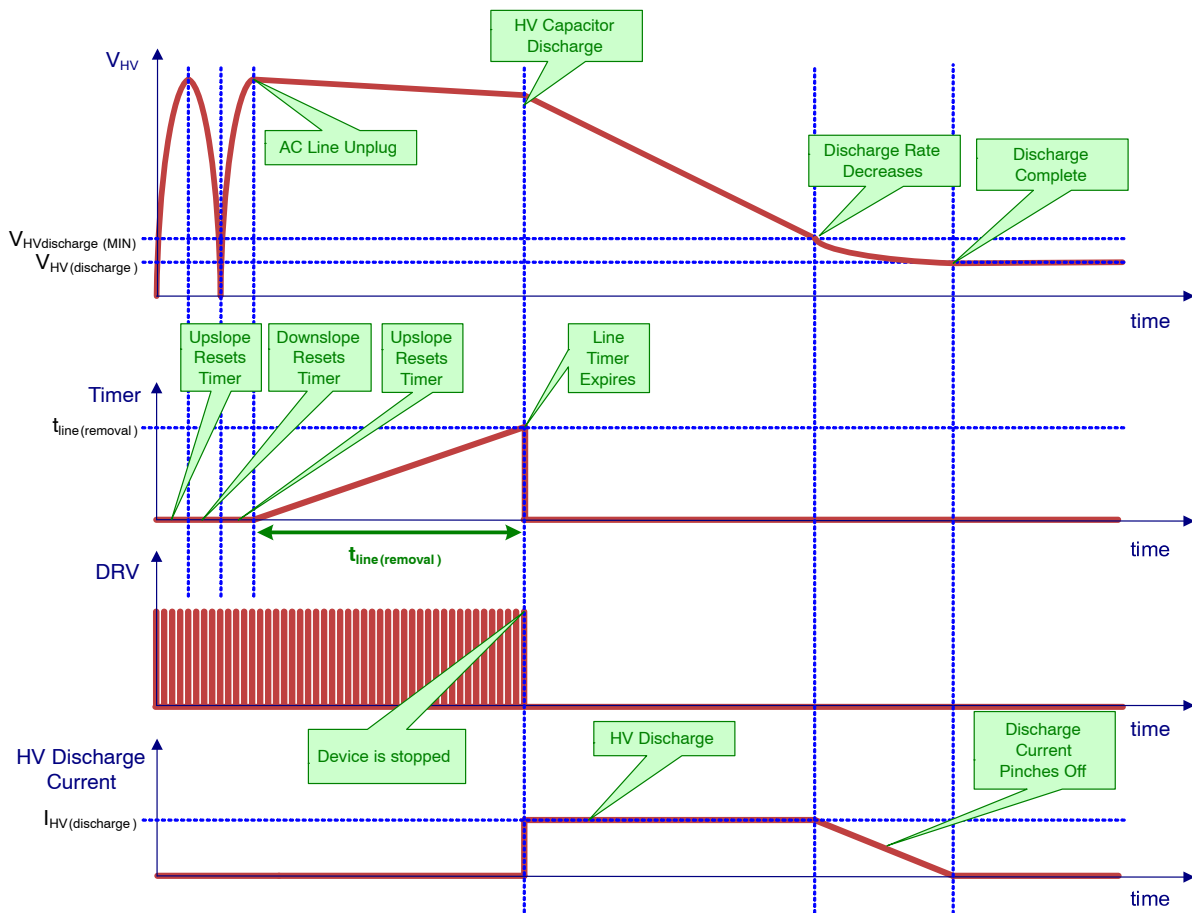 HV Capacitor
Discharge
V_HV
AC Line Unplug
Discharge Rate
Decreases
Discharge
Complete
V_HVdischarge (MIN)
V_HV(discharge)
time
Upslope
Resets
Timer
Downslope
Resets
Timer
Upslope
Resets
Timer
Line
Timer
Expires
Timer
t_line(removal)
time
t_line(removal)
DRV
time
Device is stopped
HV Discharge
Discharge
Current
Pinches Off
HV Discharge
Current
I_HV(discharge)
time